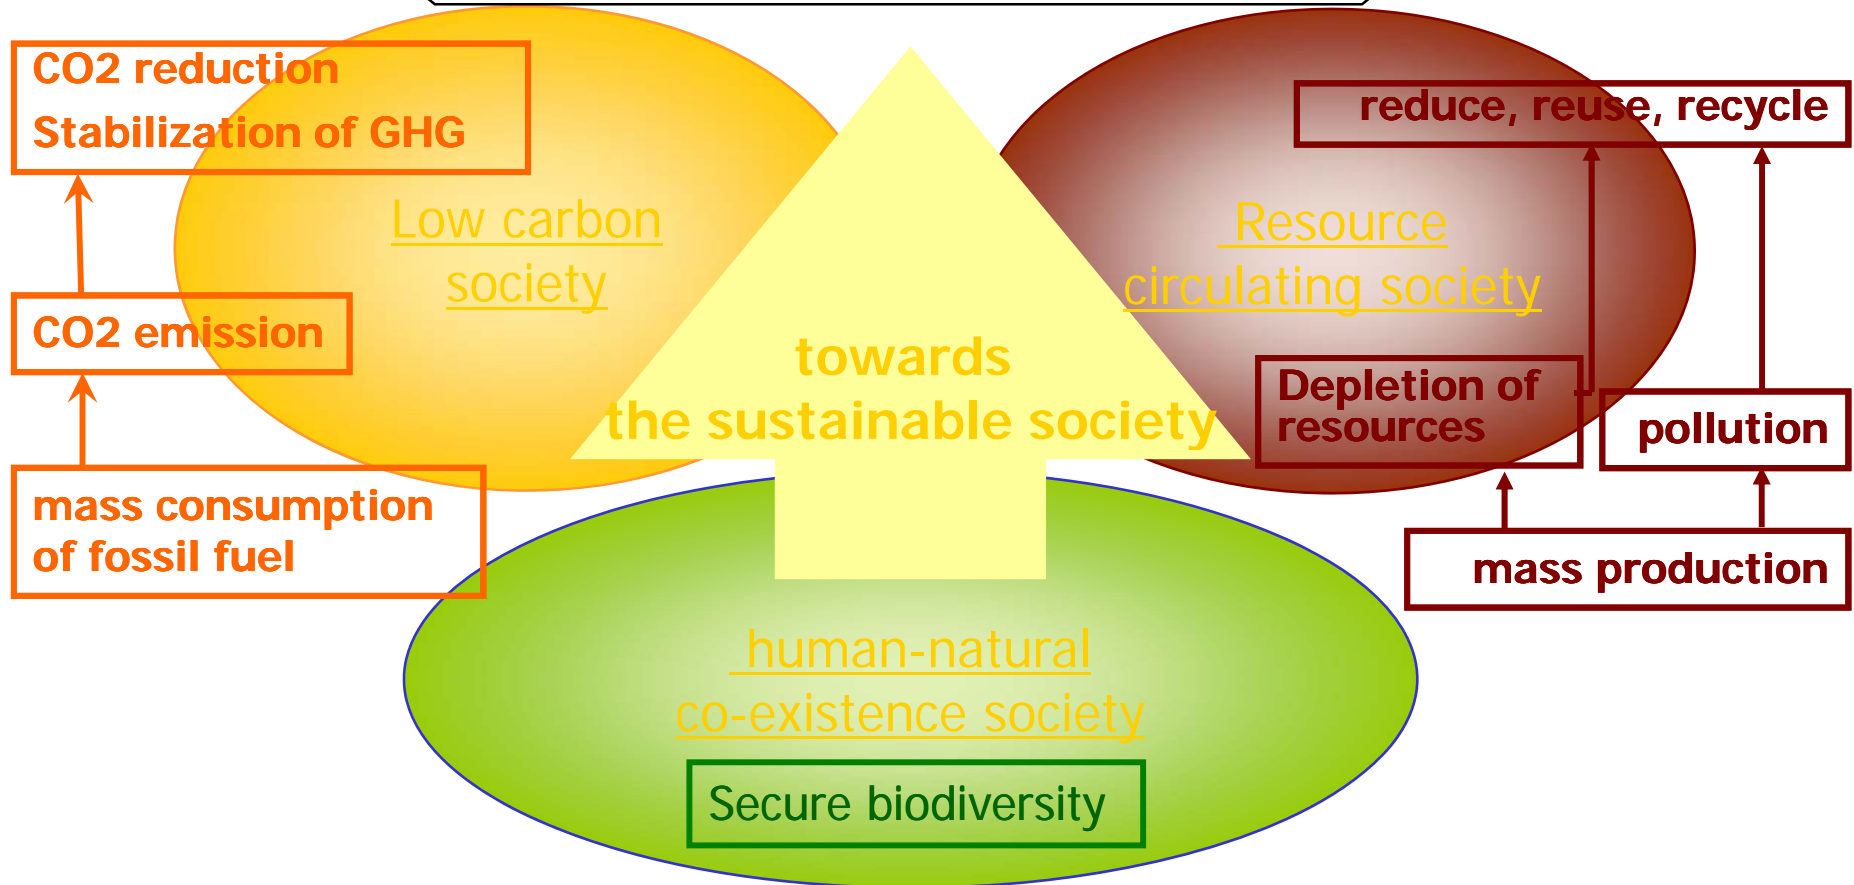 CO2 reduction
Stabilization of GHG
CO2 emission
mass consumption
of fossil fuel
Low carbon
society
towards
the sustainable society
Resource
circulating society
reduce, reuse, recycle
Depletion of
resources
pollution
mass production
human-natural
co-existence society
Secure biodiversity